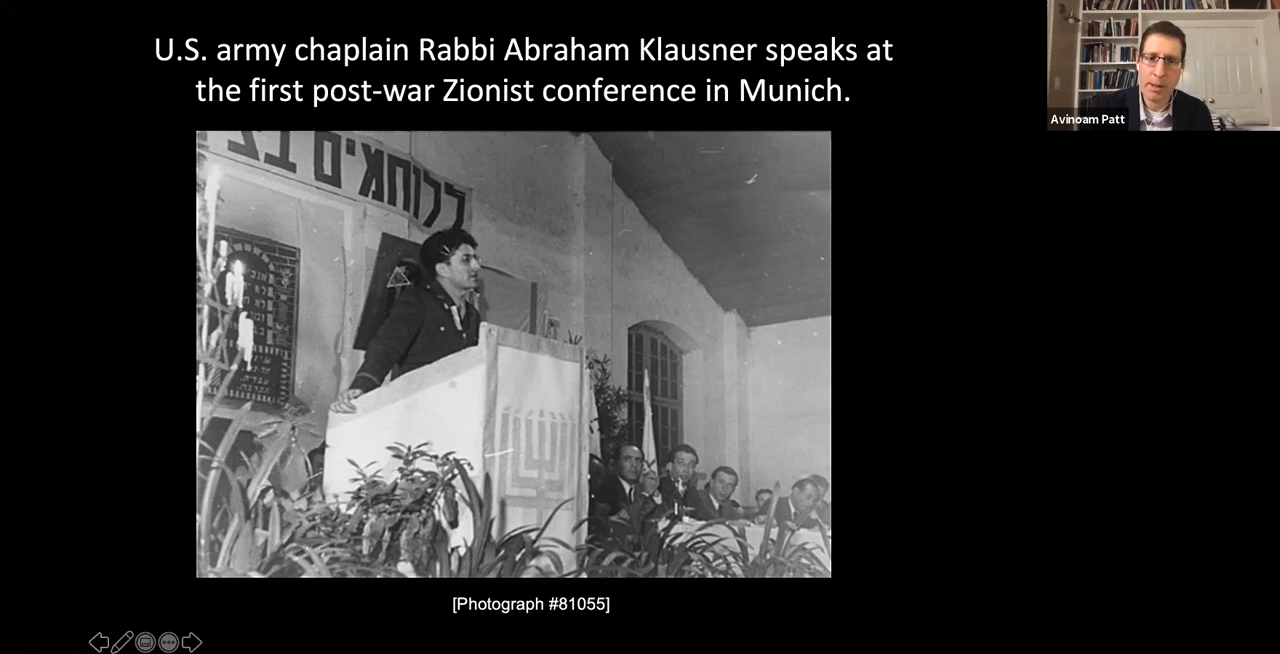 U.S. army chaplain Rabbi Abraham Klausner speaks at
the first post-war Zionist conference in Munich.
Avinoam Patt
ללוחמים
[Photograph #81055]